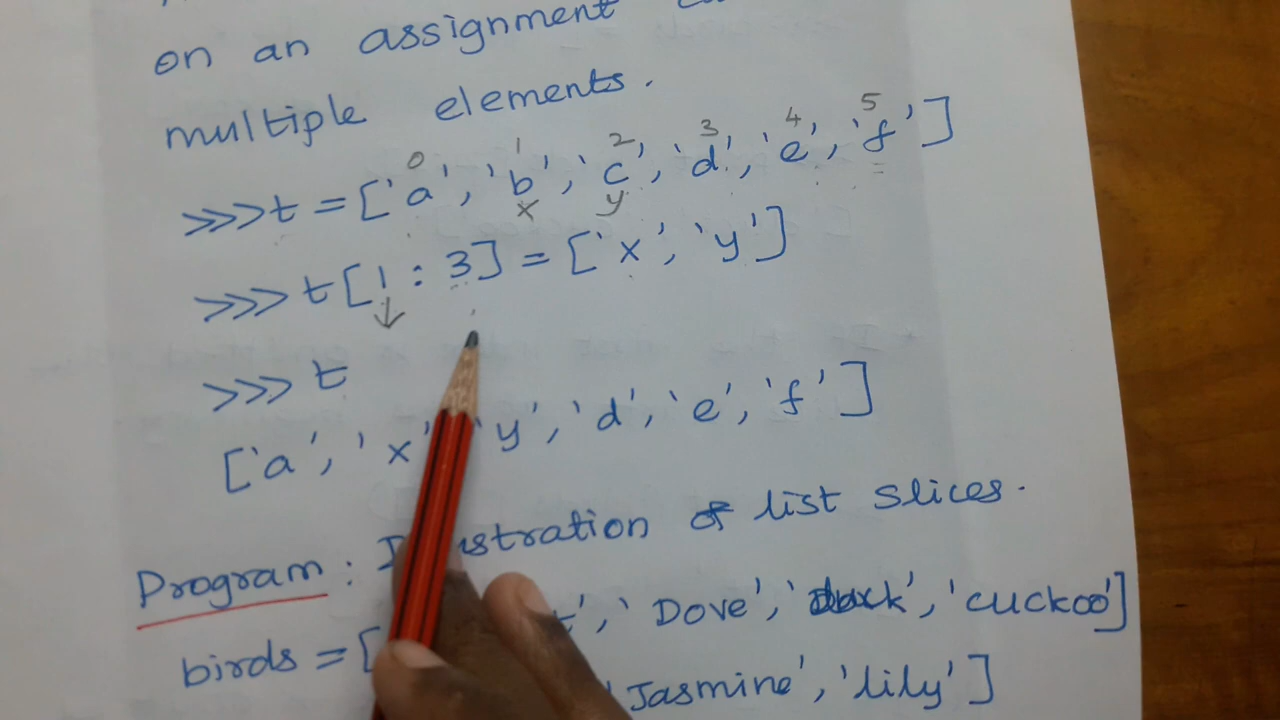 on an assignment
multiple elements.
0 1 2 3 4 5
>>> t = ['a', 'b', 'c', 'd', 'e', 'f']
x y
>>> t[1 : 3] = ['x', 'y']
>>> t
['a', 'x', 'y', 'd', 'e', 'f']
Program : of list slices.
birds = [ ', 'Dove', 'duck', 'cuckoo']
'Jasmine', 'lily']